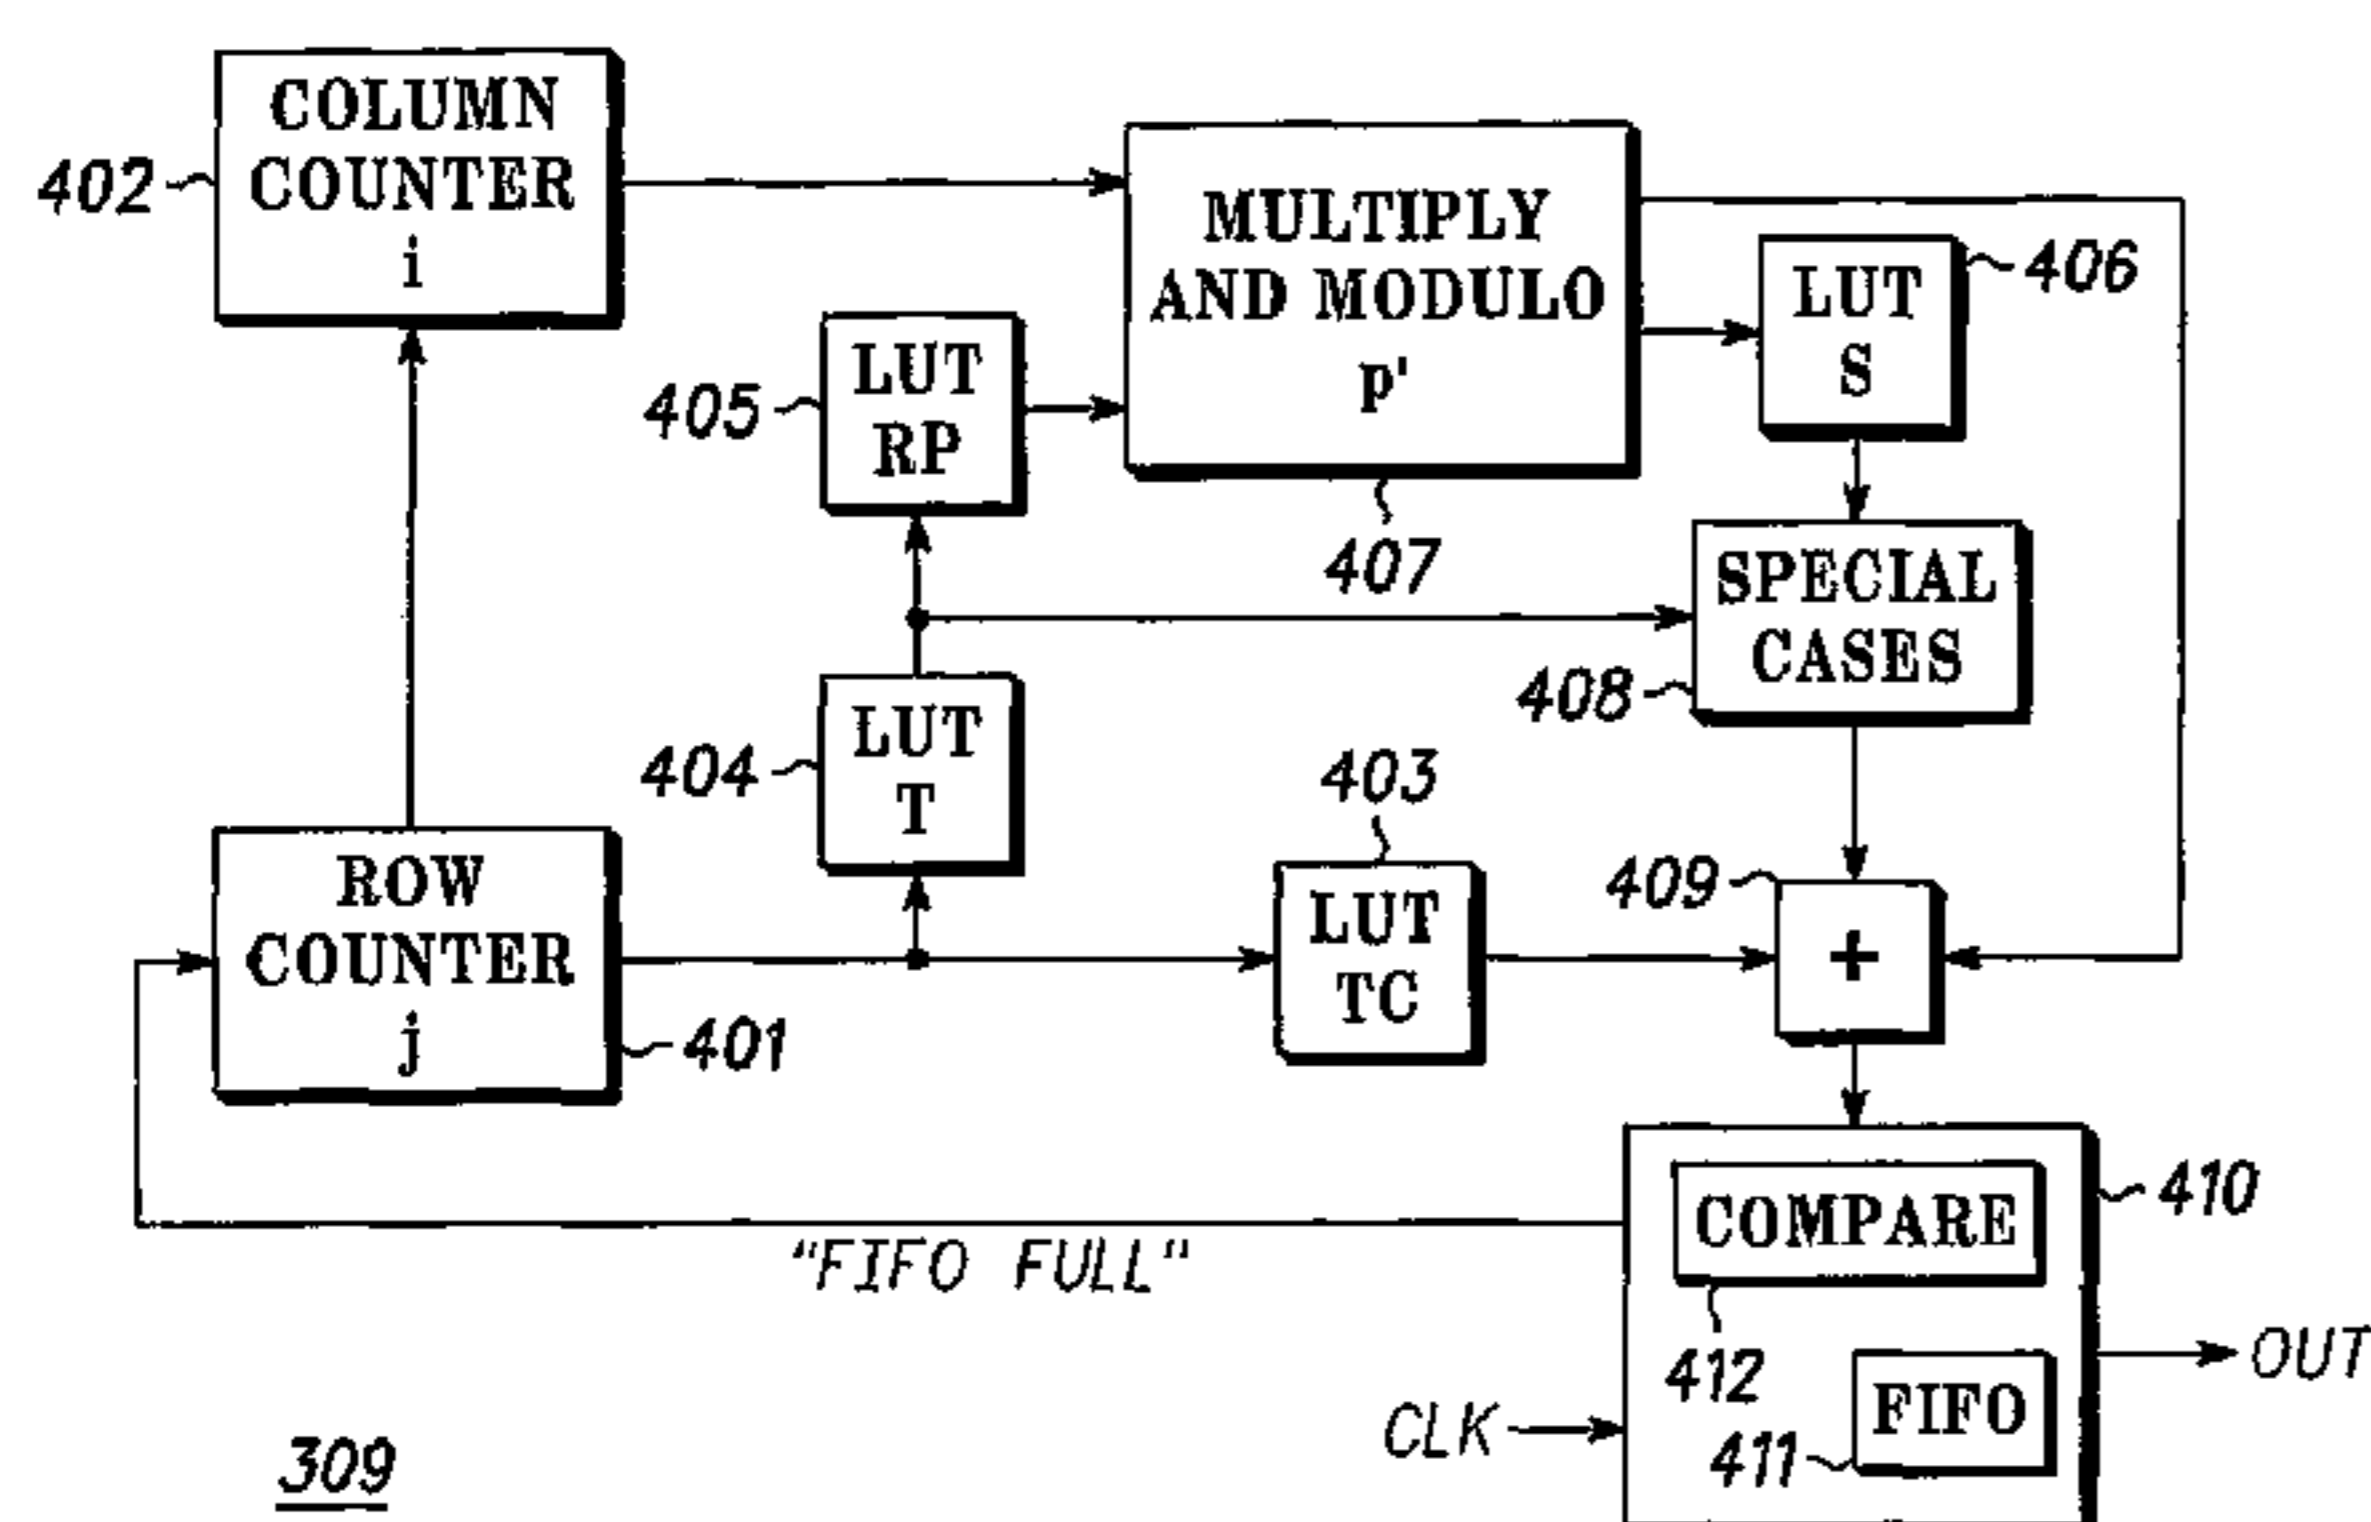 COLUMN
COUNTER
i
402
MULTIPLY
AND MODULO
p'
407
LUT
S
406
LUT
RP
405
SPECIAL
CASES
408
LUT
T
404
403
LUT
TC
409
+
ROW
COUNTER
j
401
"FIFO FULL"
COMPARE
410
412
FIFO
411
CLK
OUT
309